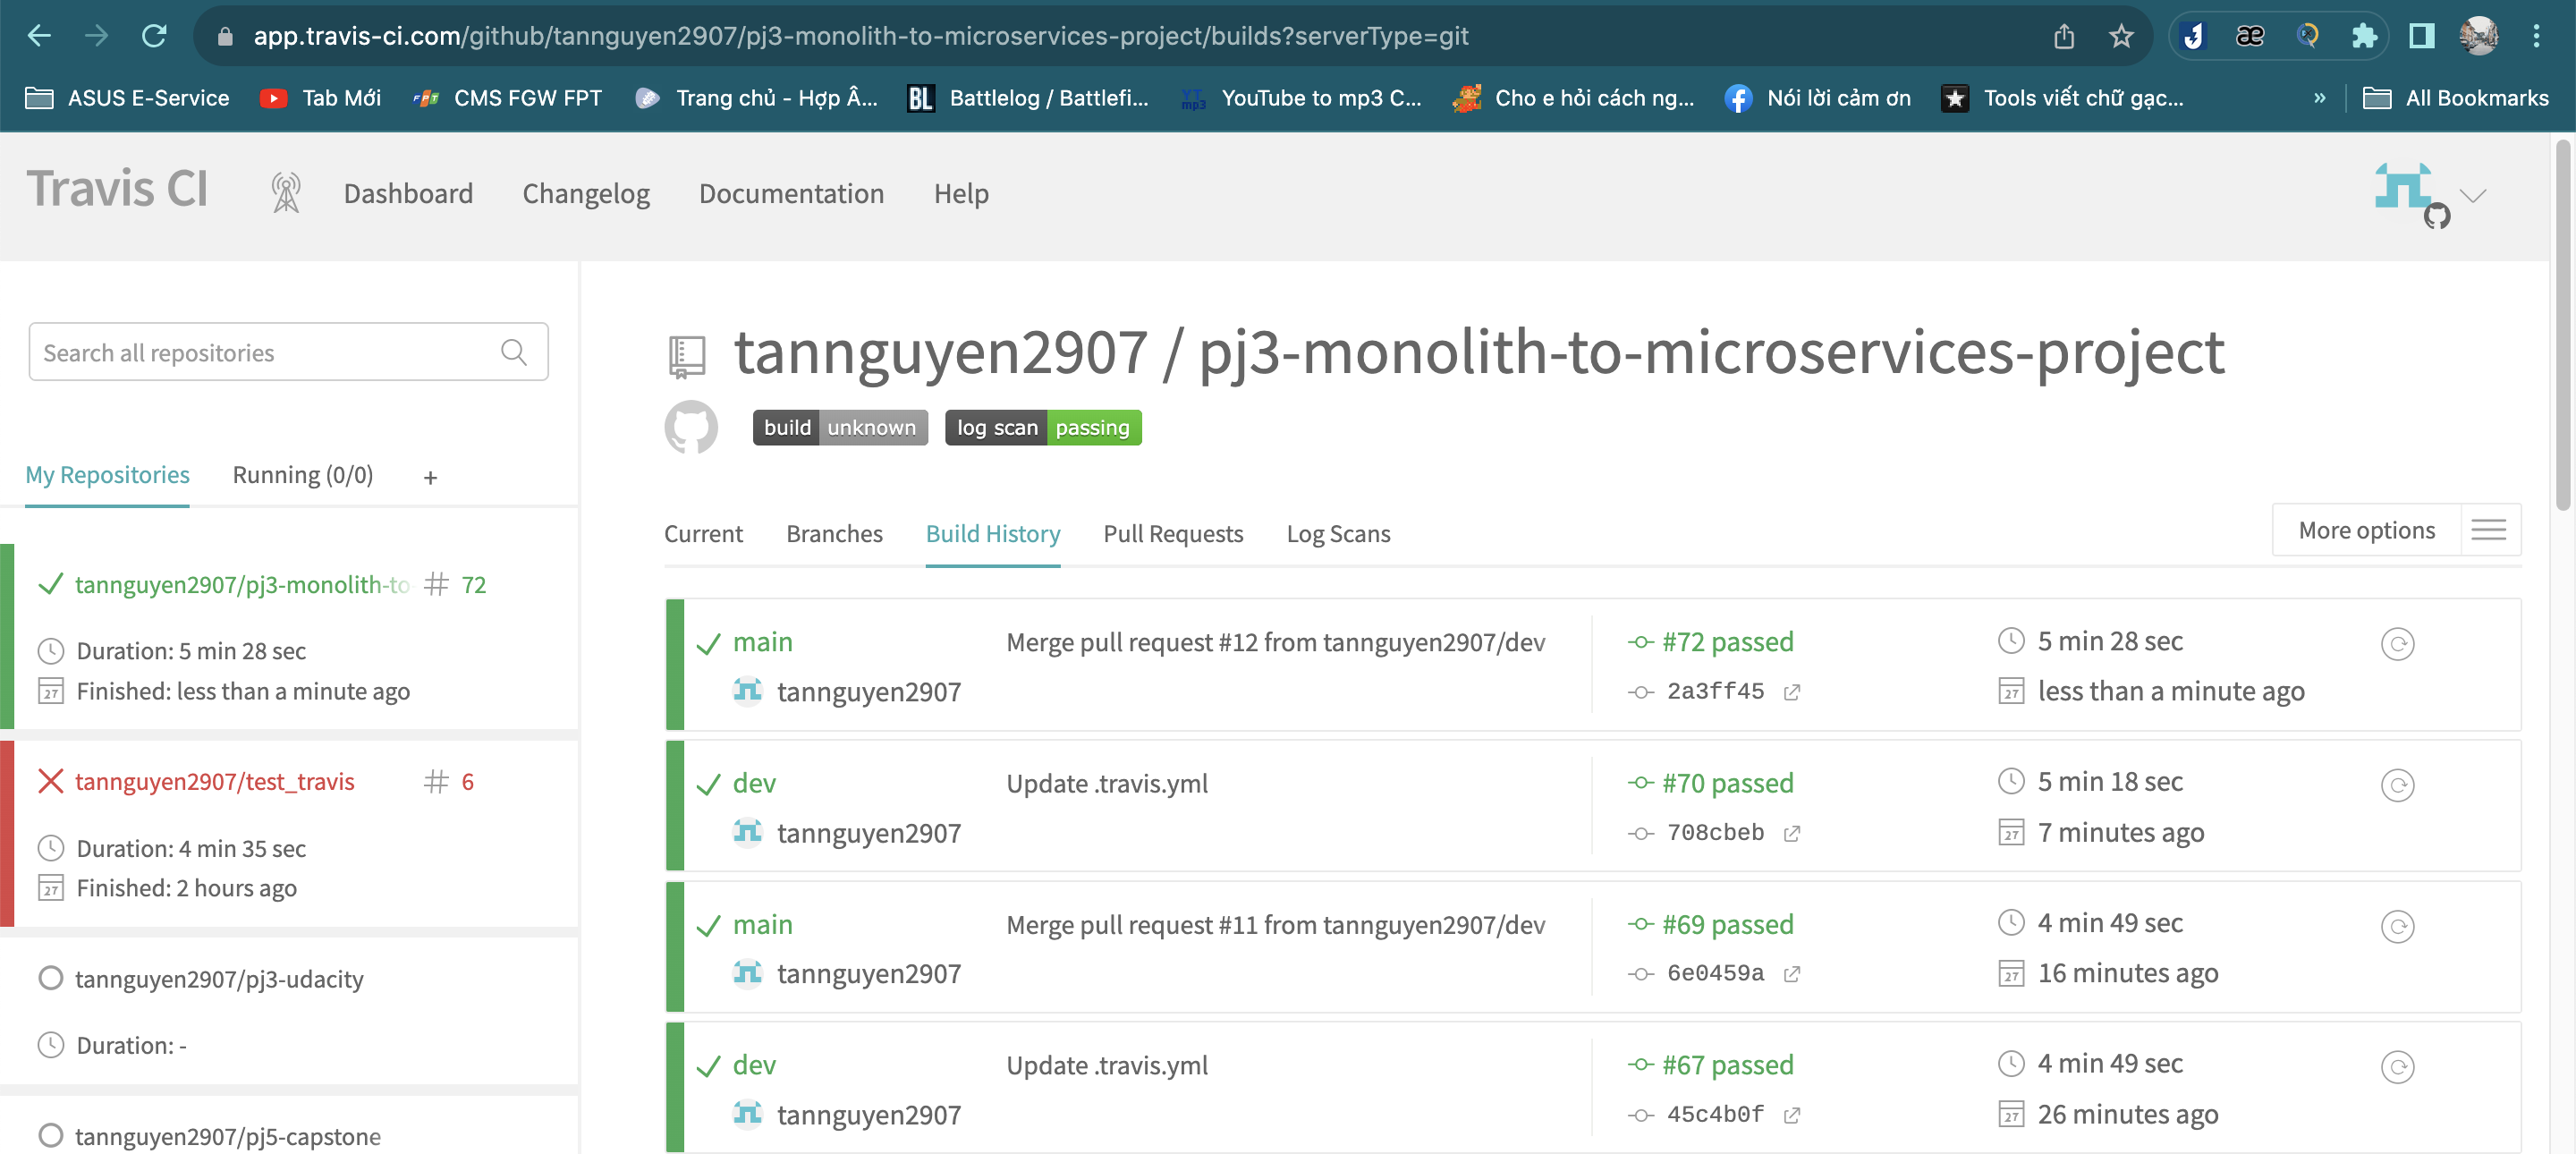 app.travis-ci.com/github/tannguyen2907/pj3-monolith-to-microservices-project/builds?serverType=git
ASUS E-Service
Tab Mới
CMS FGW FPT
Trang chủ - Hợp Â...
Battlelog / Battlefi...
YouTube to mp3 C...
Cho e hỏi cách ng...
Nói lời cảm ơn
Tools viết chữ gạc...
»
All Bookmarks
Travis CI
Dashboard
Changelog
Documentation
Help
Search all repositories
My Repositories
Running (0/0)
+
tannguyen2907/pj3-monolith-to # 72
Duration: 5 min 28 sec
Finished: less than a minute ago
tannguyen2907/test_travis # 6
Duration: 4 min 35 sec
Finished: 2 hours ago
tannguyen2907/pj3-udacity
Duration: -
tannguyen2907/pj5-capstone
tannguyen2907 / pj3-monolith-to-microservices-project
build unknown
log scan passing
Current
Branches
Build History
Pull Requests
Log Scans
More options
main
Merge pull request #12 from tannguyen2907/dev
#72 passed
5 min 28 sec
tannguyen2907
2a3ff45
less than a minute ago
dev
Update .travis.yml
#70 passed
5 min 18 sec
tannguyen2907
708cbeb
7 minutes ago
main
Merge pull request #11 from tannguyen2907/dev
#69 passed
4 min 49 sec
tannguyen2907
6e0459a
16 minutes ago
dev
Update .travis.yml
#67 passed
4 min 49 sec
tannguyen2907
45c4b0f
26 minutes ago